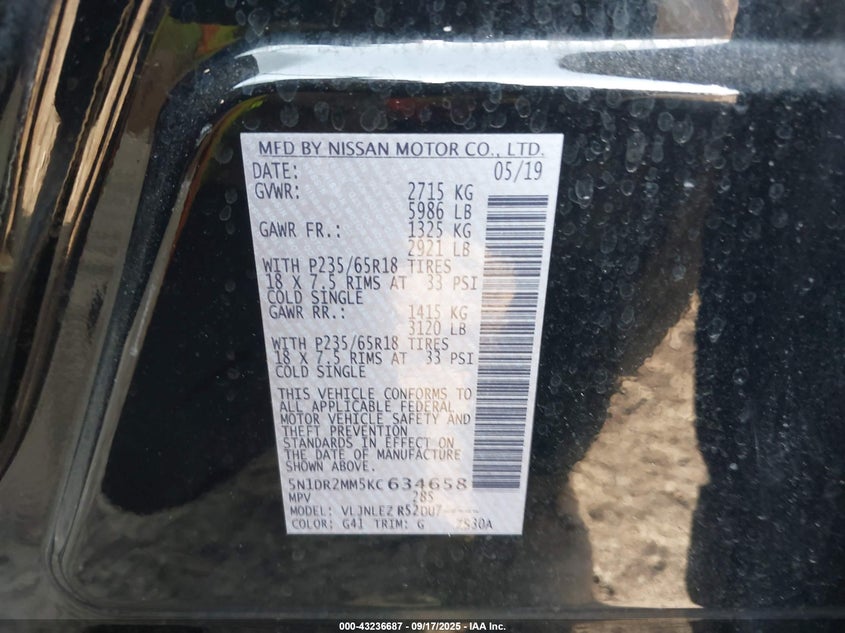 MFD BY NISSAN MOTOR CO., LTD.
DATE: 05/19
GVWR: 2715 KG
5986 LB
GAWR FR.: 1325 KG
2921 LB
WITH P235/65R18 TIRES
18 X 7.5 RIMS AT 33 PSI
COLD SINGLE
GAWR RR.: 1415 KG
3120 LB
WITH P235/65R18 TIRES
18 X 7.5 RIMS AT 33 PSI
COLD SINGLE
THIS VEHICLE CONFORMS TO
ALL APPLICABLE FEDERAL
MOTOR VEHICLE SAFETY AND
THEFT PREVENTION
STANDARDS IN EFFECT ON
THE DATE OF MANUFACTURE
SHOWN ABOVE.
5N1DR2MM5KC634658
MPV 28S
MODEL: VLJNLEZ R52DU7-----
COLOR: G41 TRIM: G ZS30A
000-43236687 - 09/17/2025 - IAA Inc.